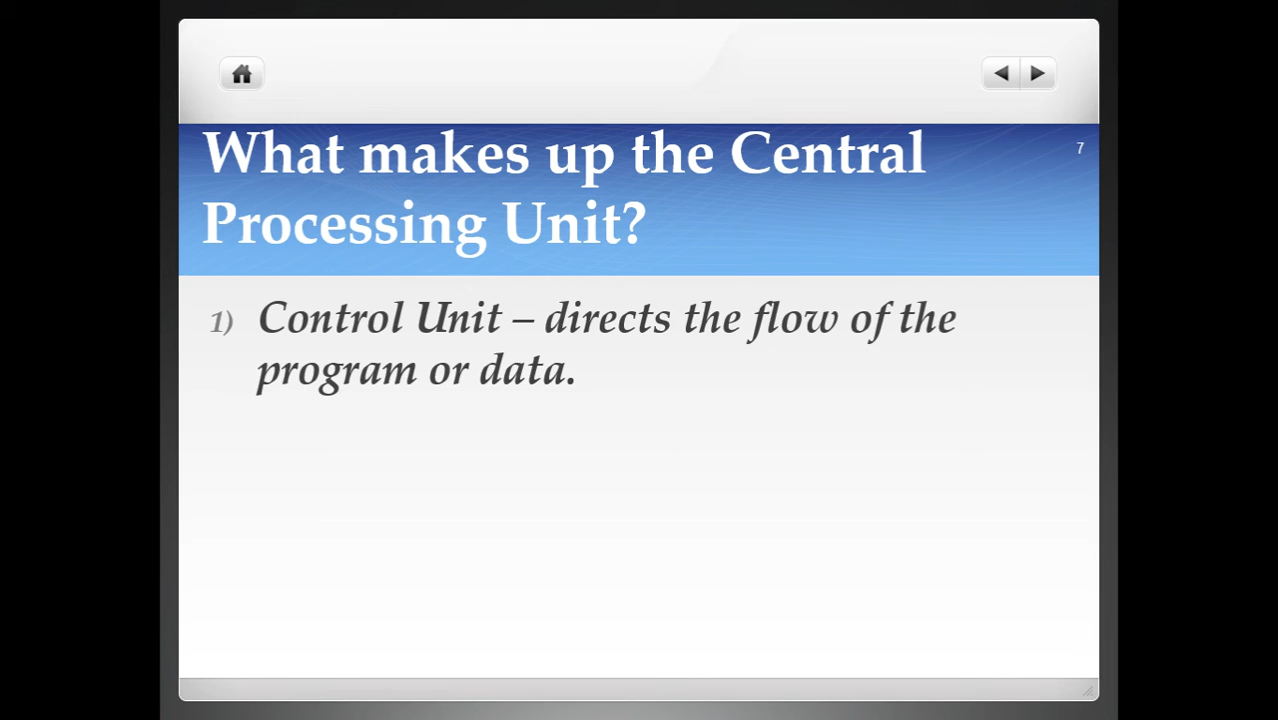 What makes up the Central
7
Processing Unit?
1) Control Unit – directs the flow of the
program or data.